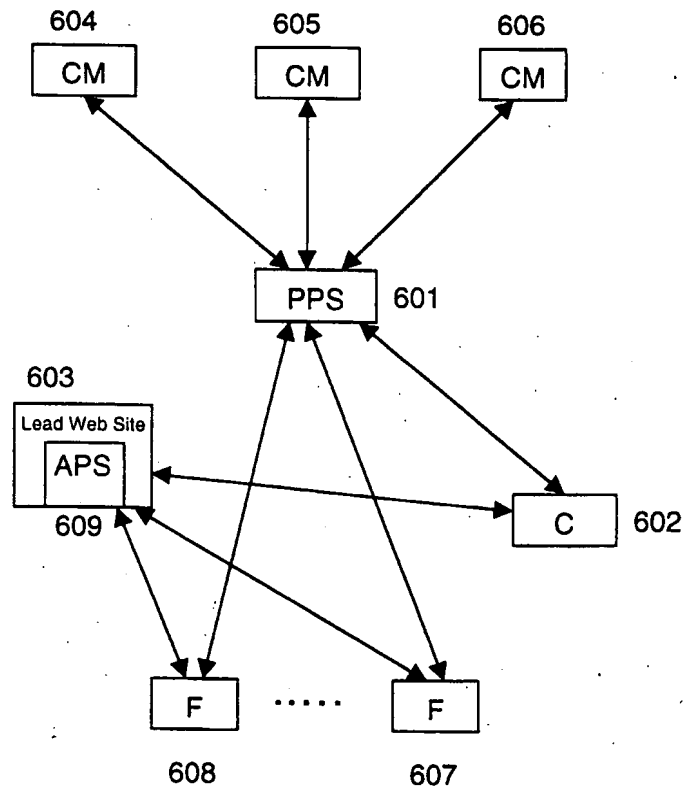 604
605
606
CM
CM
CM
PPS
601
603
Lead Web Site
APS
609
C
602
F
.....
F
608
607